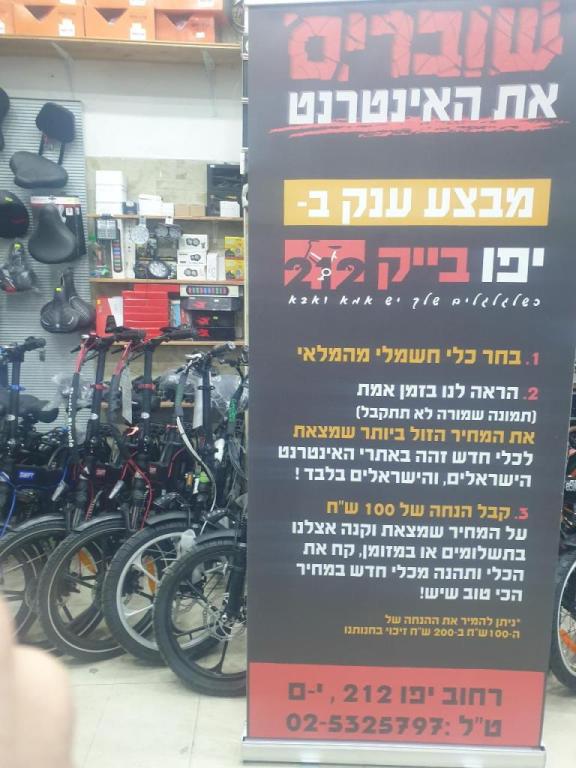 שוברים
את האינטרנט
מבצע ענק ב-
יפו בייק 212
כשלגלגלים שלך יש אמא ואבא
1. בחר כלי חשמלי מהמלאי
2. הראה לנו בזמן אמת
(תמונה שמורה לא תתקבל)
את המחיר הזול ביותר שמצאת
לכלי חדש זהה באתרי האינטרנט
הישראלים, והישראלים בלבד !
3. קבל הנחה של 100 ש"ח
על המחיר שמצאת וקנה אצלנו
בתשלומים או במזומן, קח את
הכלי ותהנה מכלי חדש במחיר
הכי טוב שיש!
*ניתן להמיר את ההנחה של
ה-100ש"ח ב-200 ש"ח זיכוי בחנותנו
רחוב יפו 212, י-ם
ט"ל: 02-5325797